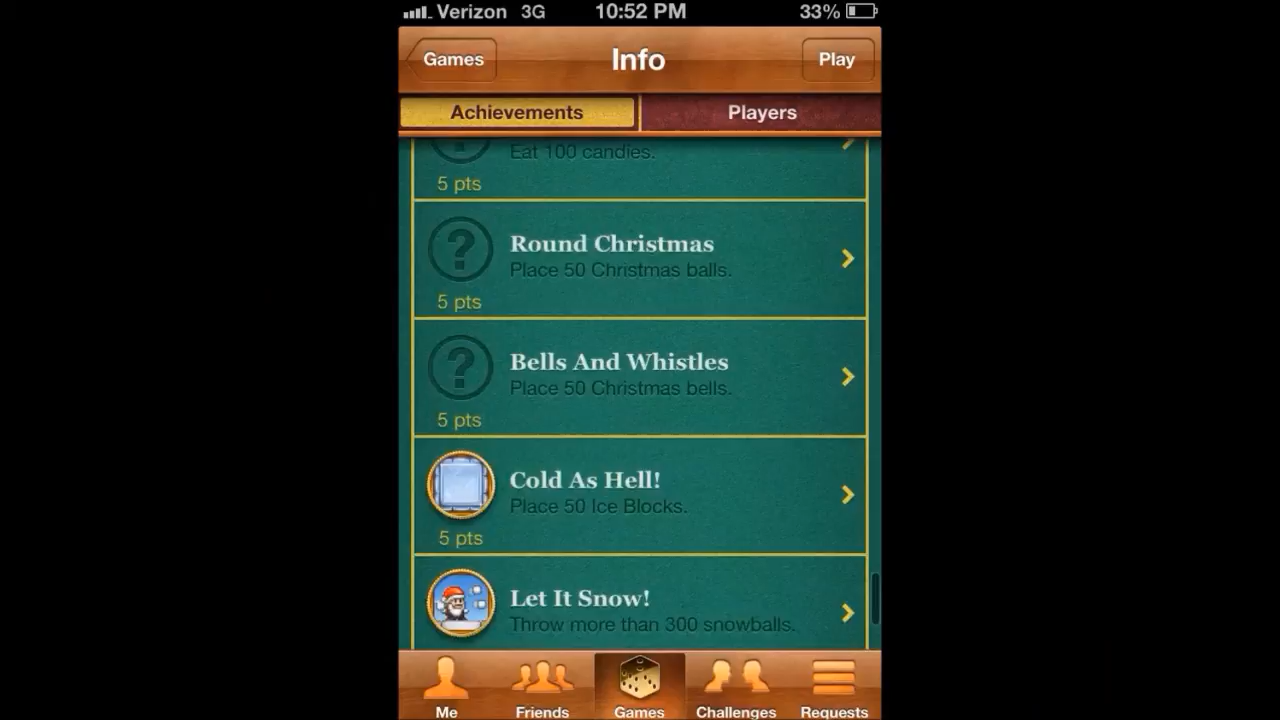 Verizon 3G 10:52 PM 33%
Games Info Play
Achievements Players
Eat 100 candies.
5 pts
Round Christmas
Place 50 Christmas balls.
5 pts
Bells And Whistles
Place 50 Christmas bells.
5 pts
Cold As Hell!
Place 50 Ice Blocks.
5 pts
Let It Snow!
Throw more than 300 snowballs.
Me Friends Games Challenges Requests